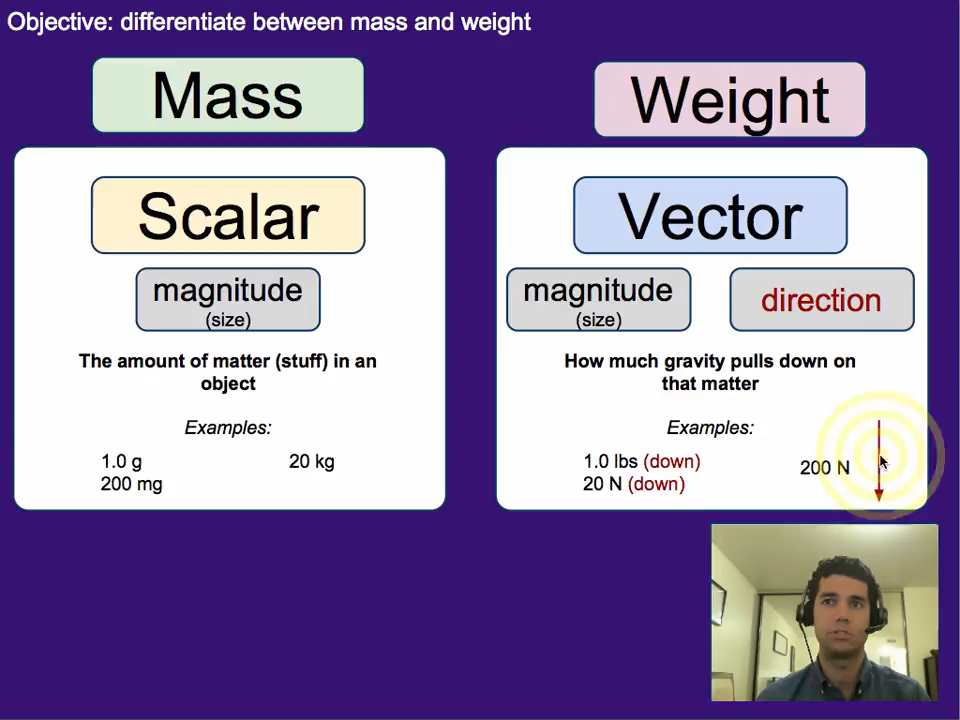 Objective: differentiate between mass and weight
Mass
Scalar
magnitude
(size)
The amount of matter (stuff) in an
object
Examples:
1.0 g
20 kg
200 mg
Weight
Vector
magnitude
(size)
direction
How much gravity pulls down on
that matter
Examples:
1.0 lbs (down)
20 N (down)
200 N